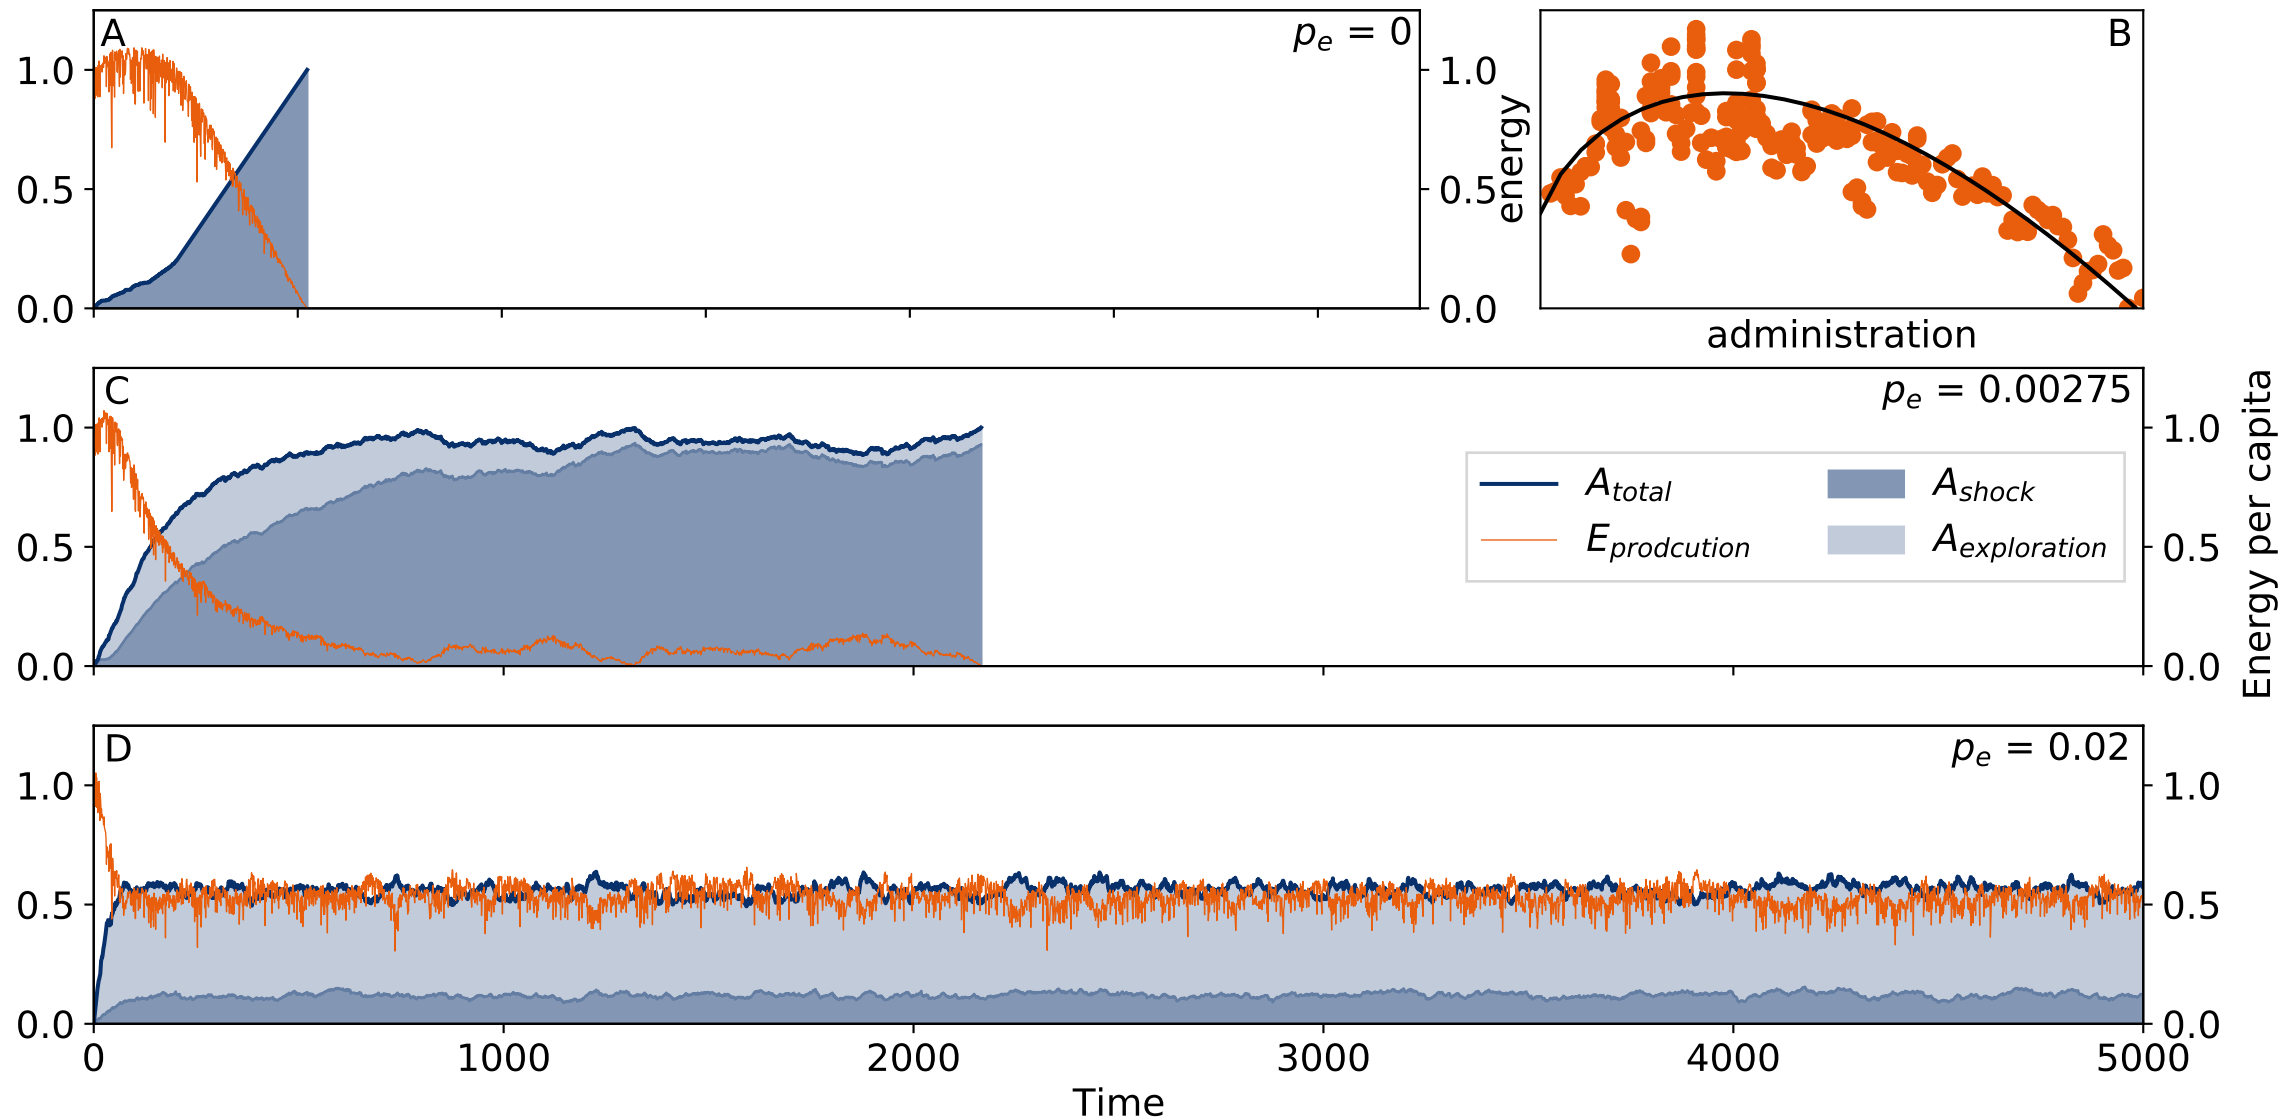 A
p_e = 0
1.0
0.5
0.0
1.0
0.5
0.0
B
energy
administration
C
p_e = 0.00275
1.0
0.5
0.0
1.0
0.5
0.0
A_total
A_shock
E_prodcution
A_exploration
Energy per capita
D
p_e = 0.02
1.0
0.5
0.0
1.0
0.5
0.0
0 1000 2000 3000 4000 5000
Time